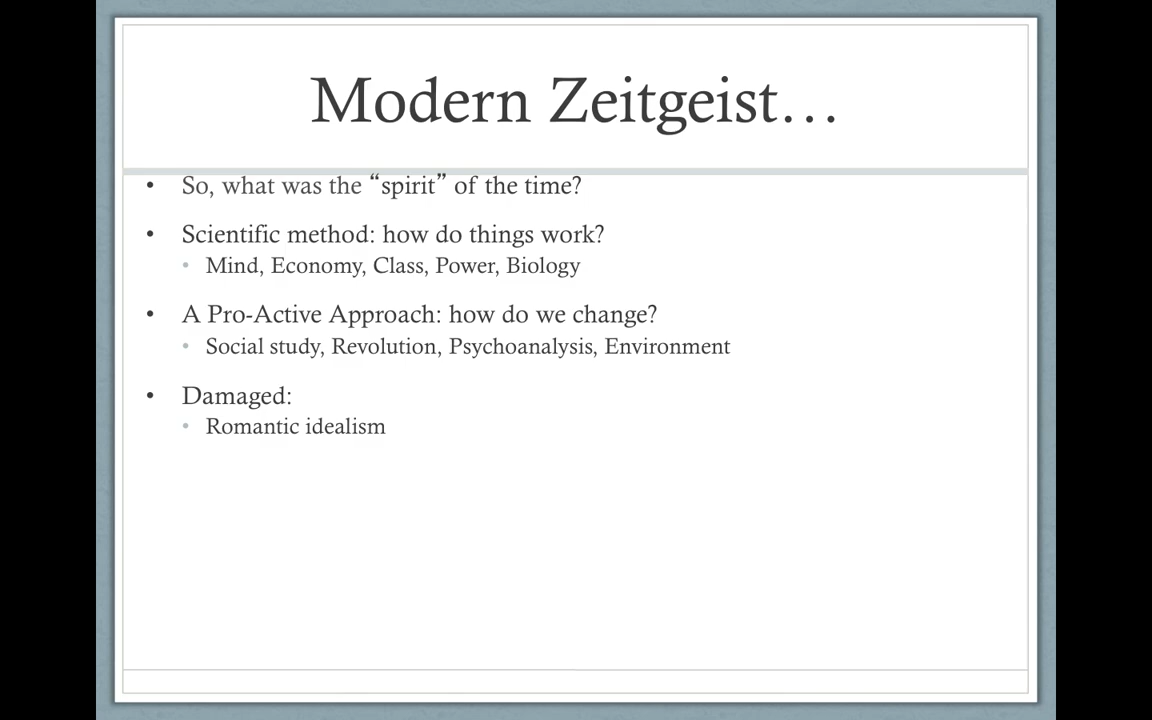 Modern Zeitgeist…
• So, what was the “spirit” of the time?
• Scientific method: how do things work?
• Mind, Economy, Class, Power, Biology
• A Pro-Active Approach: how do we change?
• Social study, Revolution, Psychoanalysis, Environment
• Damaged:
• Romantic idealism